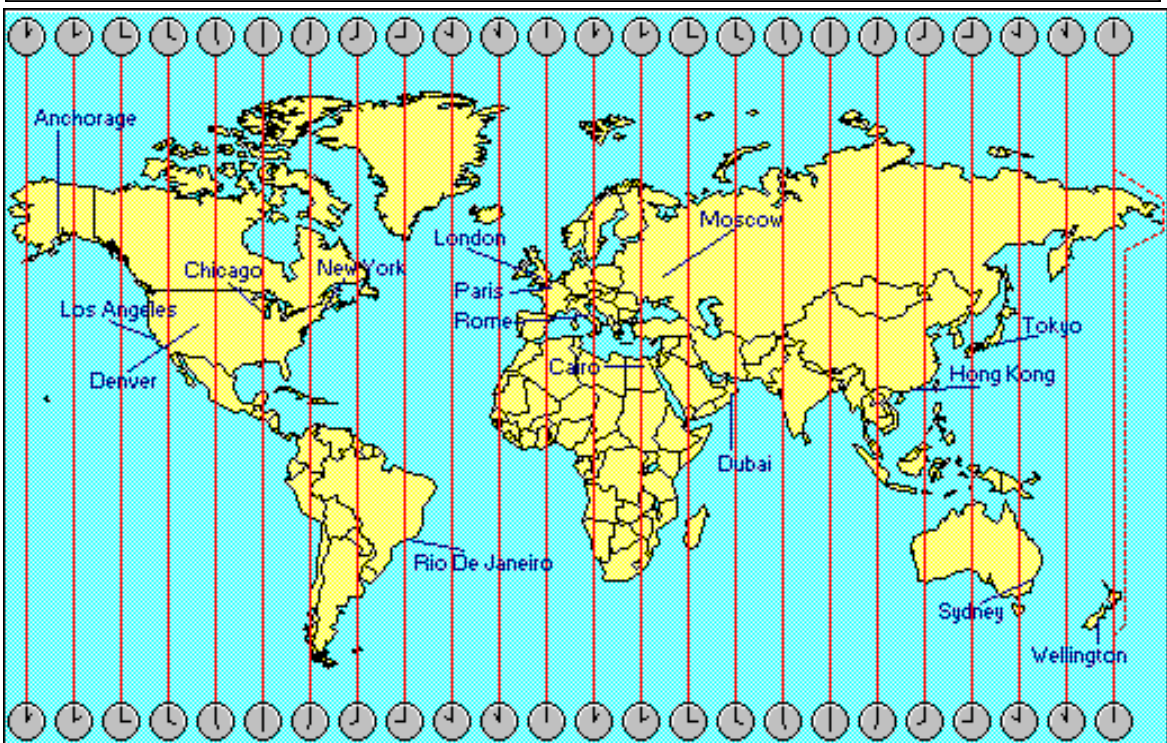 Anchorage
Moscow
London
Chicago
New York
Paris
Los Angeles
Rome
Tokyo
Cairo
Denver
Hong Kong
Dubai
Rio De Janeiro
Sydney
Wellington